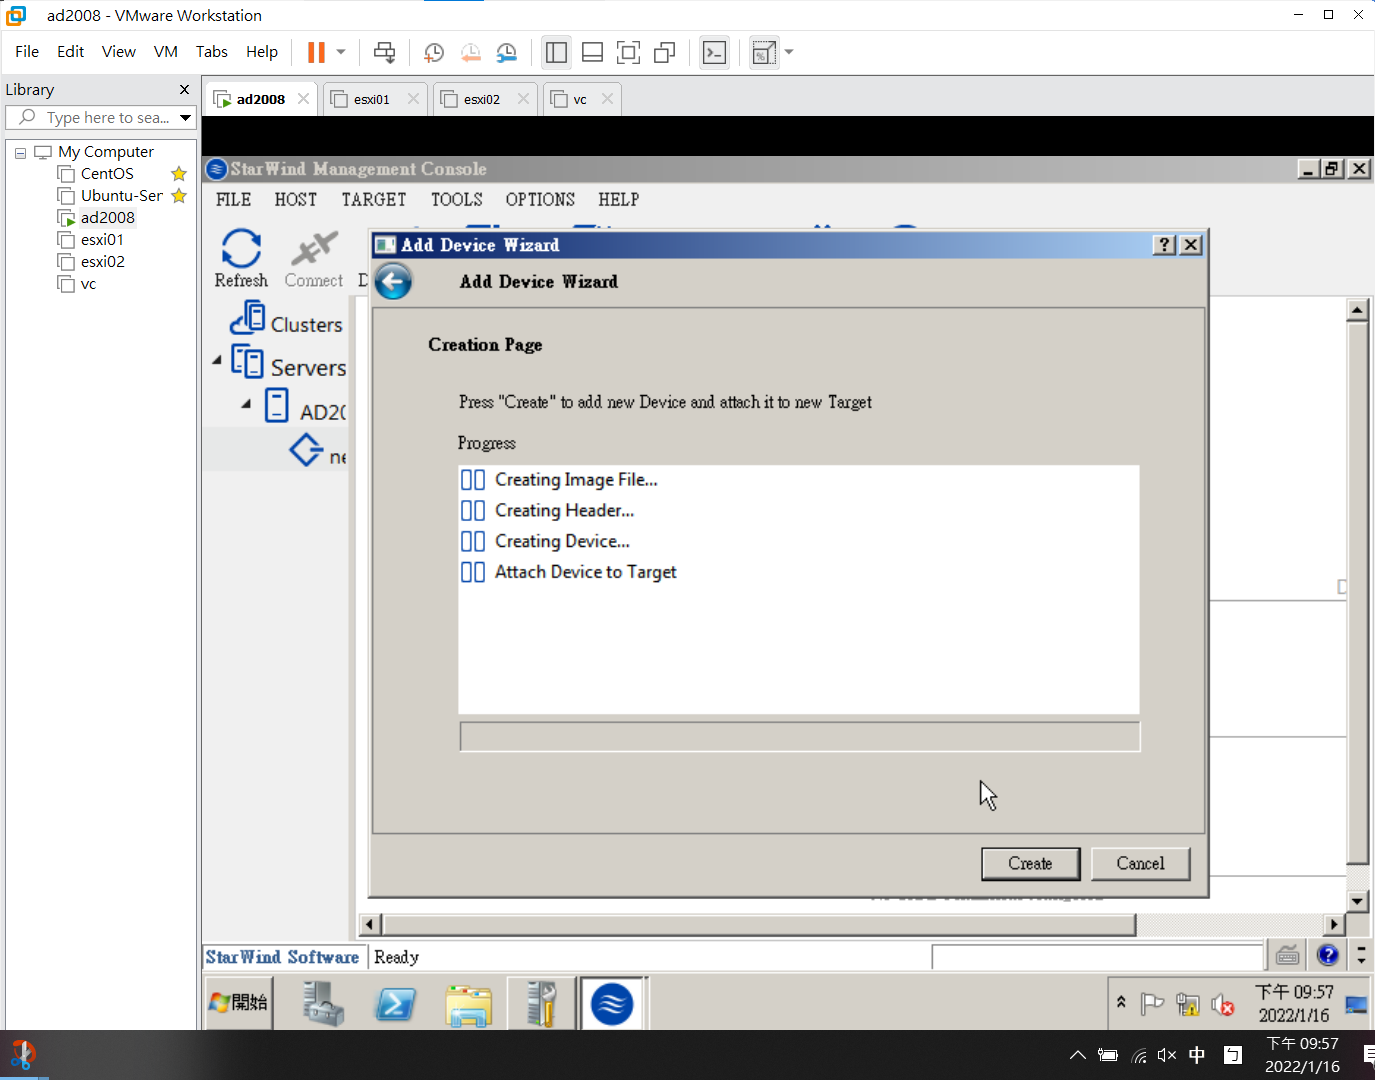 ad2008 - VMware Workstation
File Edit View VM Tabs Help
Library
Type here to sea...
My Computer
CentOS
Ubuntu-Ser
ad2008
esxi01
esxi02
vc
ad2008 esxi01 esxi02 vc
StarWind Management Console
FILE HOST TARGET TOOLS OPTIONS HELP
Refresh Connect D
Clusters
Servers
AD20
ne
Add Device Wizard
Add Device Wizard
Creation Page
Press "Create" to add new Device and attach it to new Target
Progress
Creating Image File...
Creating Header...
Creating Device...
Attach Device to Target
Create Cancel
StarWind Software Ready
開始
下午 09:57
2022/1/16
中
下午 09:57
2022/1/16